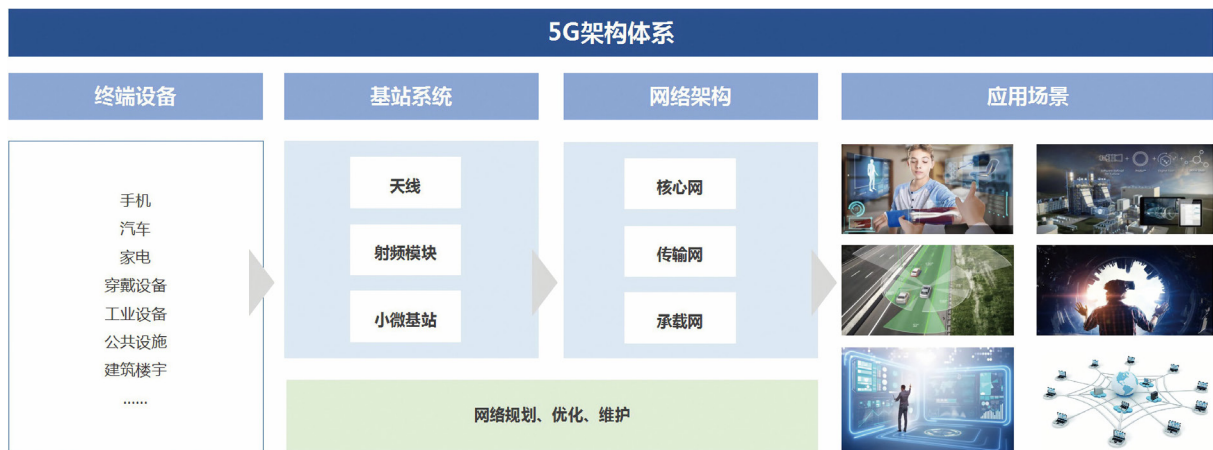 5G架构体系
终端设备
基站系统
网络架构
应用场景
手机
汽车
家电
穿戴设备
工业设备
公共设施
建筑楼宇
……
天线
射频模块
小微基站
核心网
传输网
承载网
网络规划、优化、维护